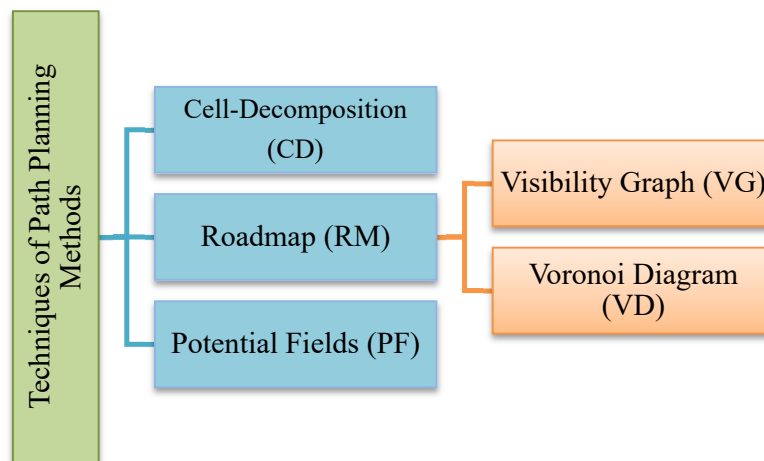 Techniques of Path Planning
Methods
Cell-Decomposition
(CD)
Roadmap (RM)
Potential Fields (PF)
Visibility Graph (VG)
Voronoi Diagram
(VD)